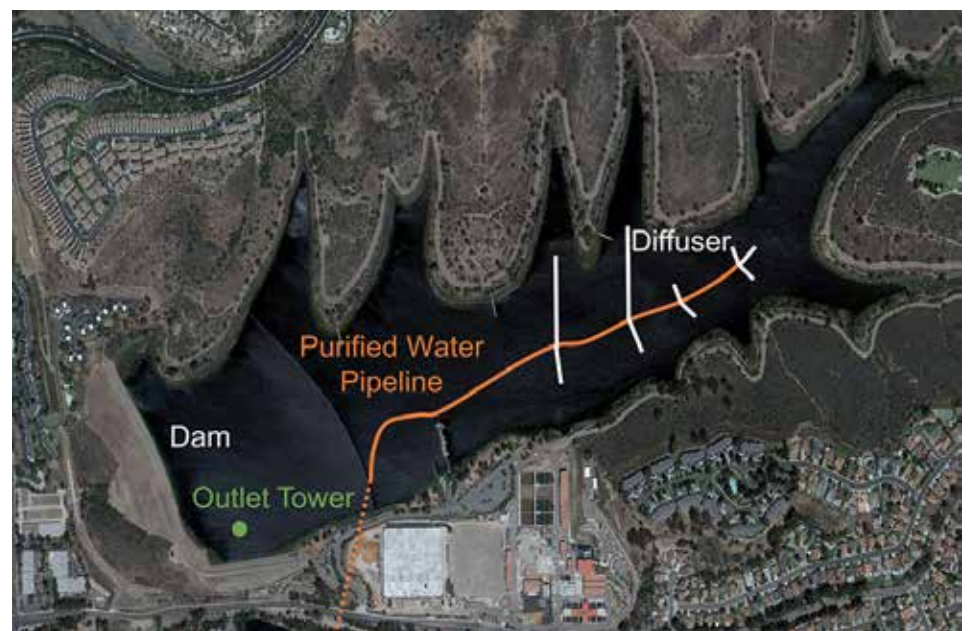 Diffuser
Purified Water
Pipeline
Dam
Outlet Tower